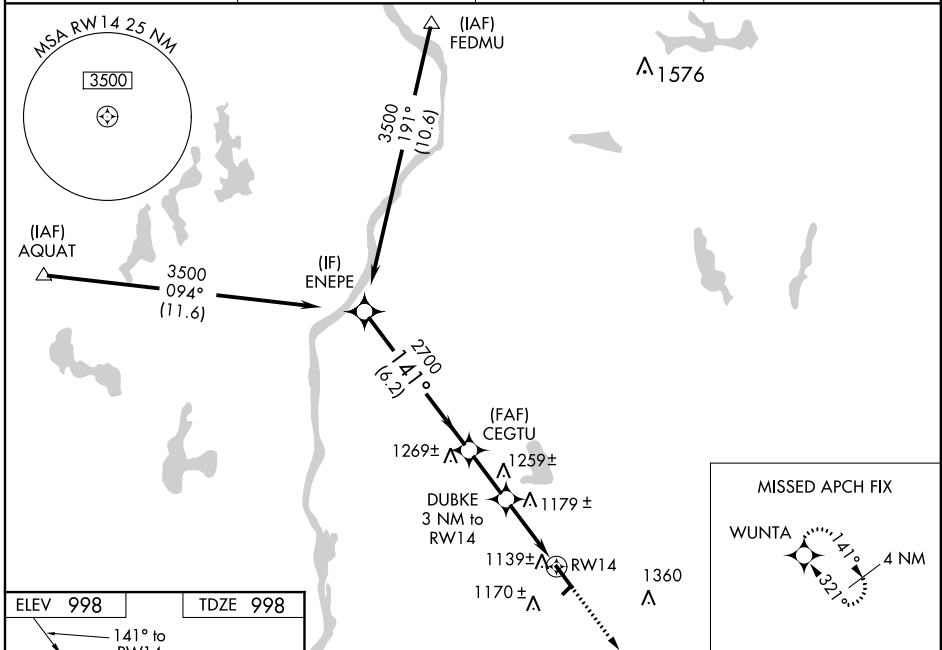 MSA RW14 25 NM
3500
(IAF)
FEDMU
1576
3500
191°
(10.6)
(IAF)
AQUAT
3500
094°
(11.6)
(IF)
ENEPE
2700
141°
(6.2)
(FAF)
CEGTU
1269±
1259±
DUBKE
3 NM to
RW14
1179 ±
1139±
RW14
1170 ±
1360
MISSED APCH FIX
WUNTA
141°
321°
4 NM
ELEV 998
TDZE 998
141° to
RW14